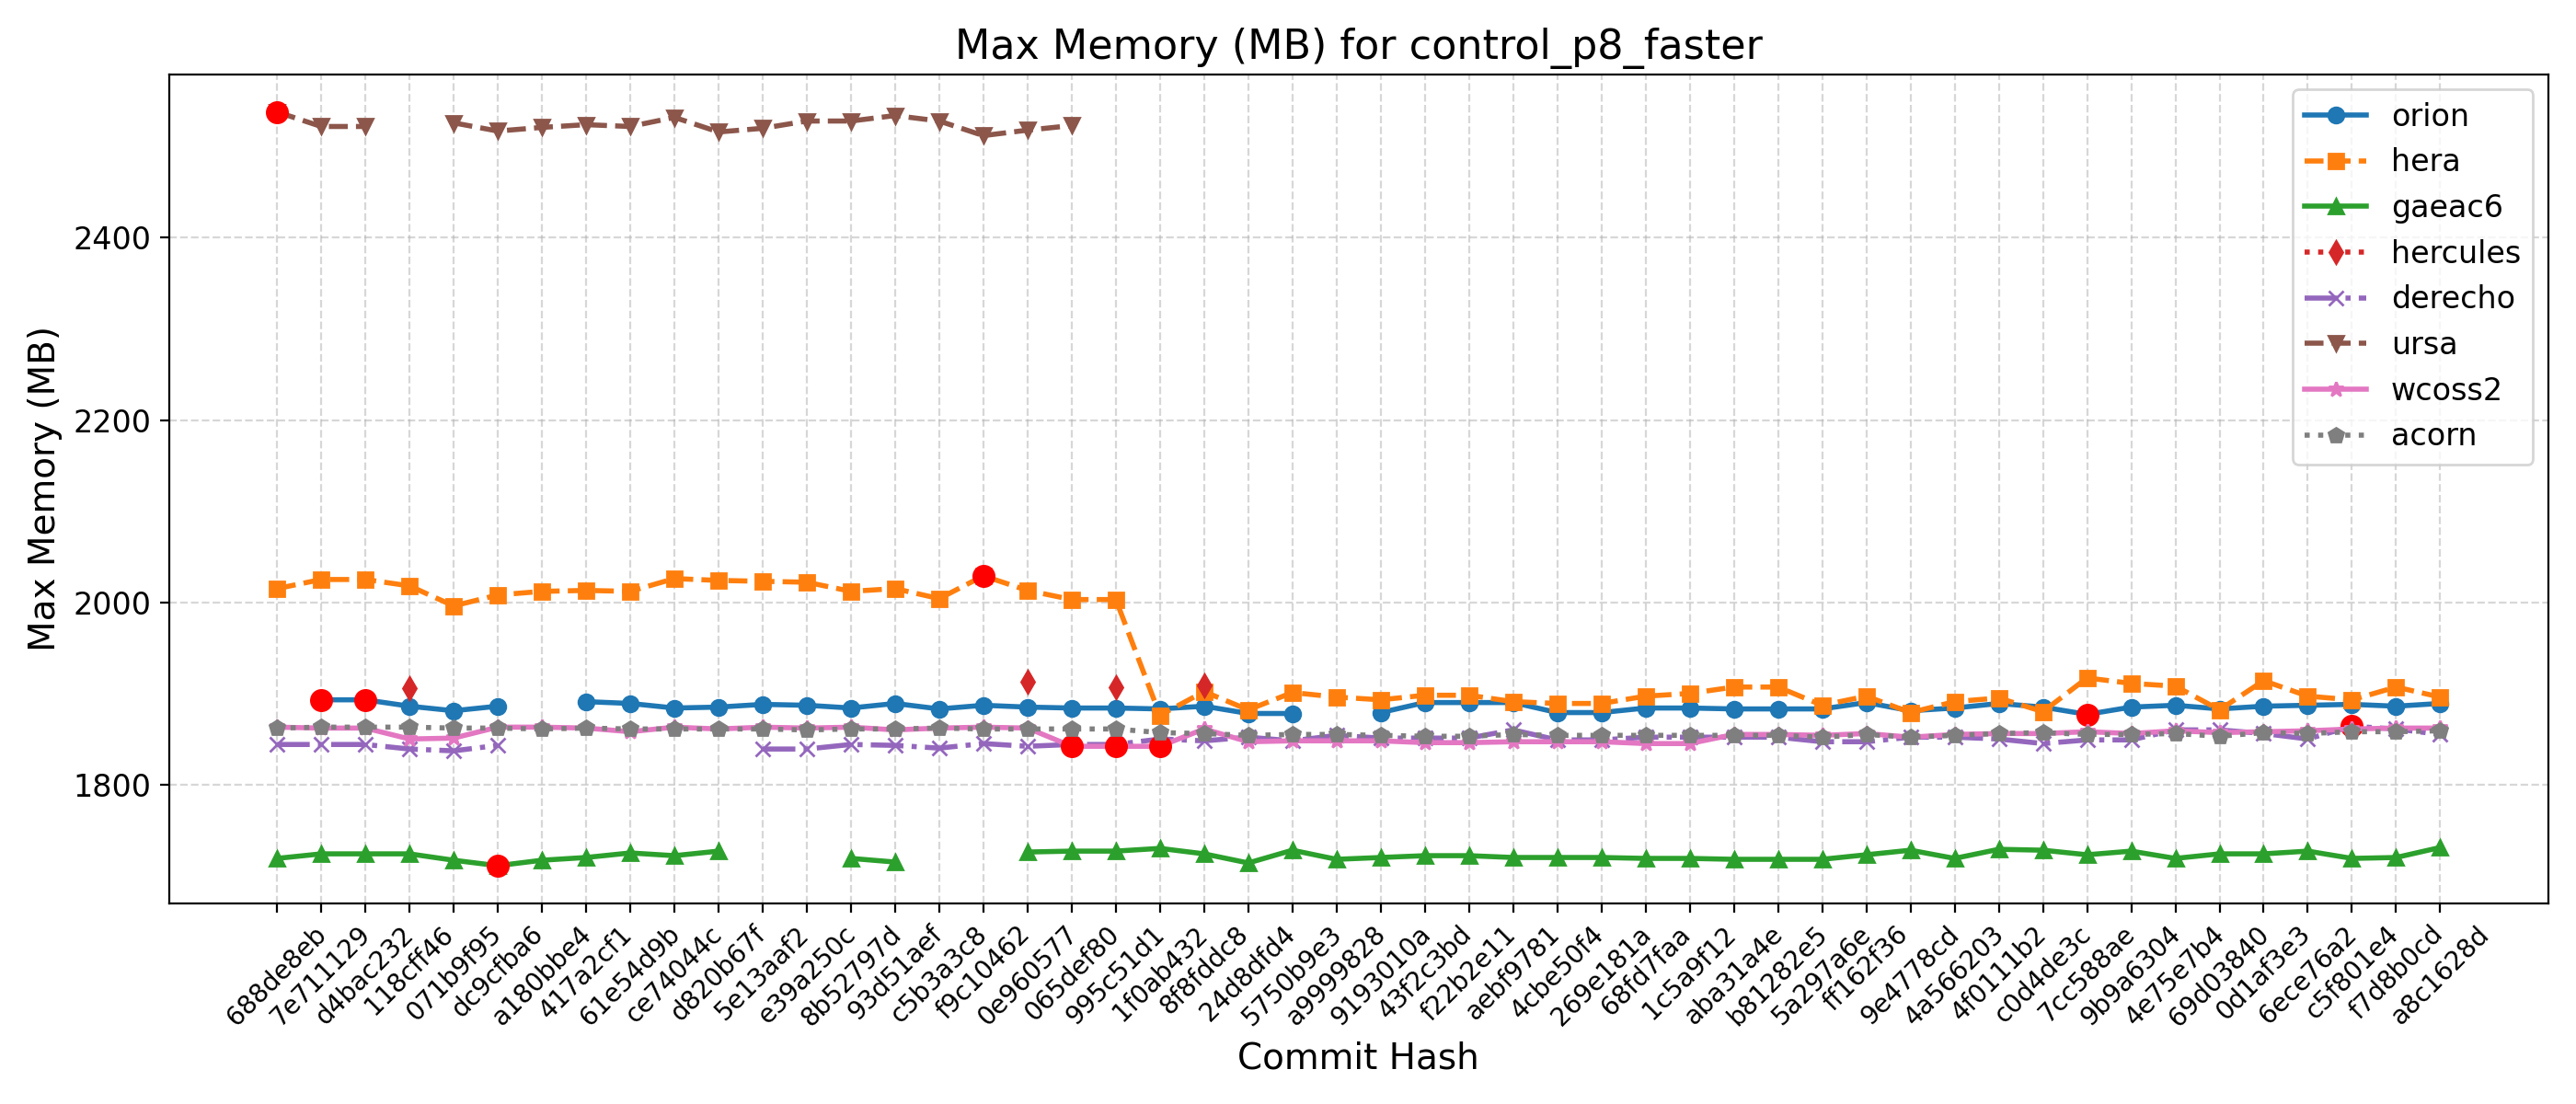 Max Memory (MB) for control_p8_faster
Max Memory (MB)
2400
2200
2000
1800
orion
hera
gaeac6
hercules
derecho
ursa
wcoss2
acorn
688de8eb
7e711129
d4bac232
118cff46
071b9f95
dc9cfba6
a180bbe4
417a2cf1
61e54d9b
ce74044c
d820b67f
5e13aaf2
e39a250c
8b52797d
93d51aef
c5b3a3c8
f9c10462
0e960577
065def80
995c51d1
1f0ab432
8f8fddc8
24d8dfd4
5750b9e3
a9999828
9193010a
43f2c3bd
f22b2e11
aebf9781
4cbe50f4
269e181a
68fd7faa
1c5a9f12
aba31a4e
b81282e5
5a297a6e
ff162f36
9e4778cd
4a566203
4f0111b2
c0d4de3c
7cc588ae
9b9a6304
4e75e7b4
69d03840
0d1af3e3
6ece76a2
c5f801e4
f7d8b0cd
a8c1628d
Commit Hash